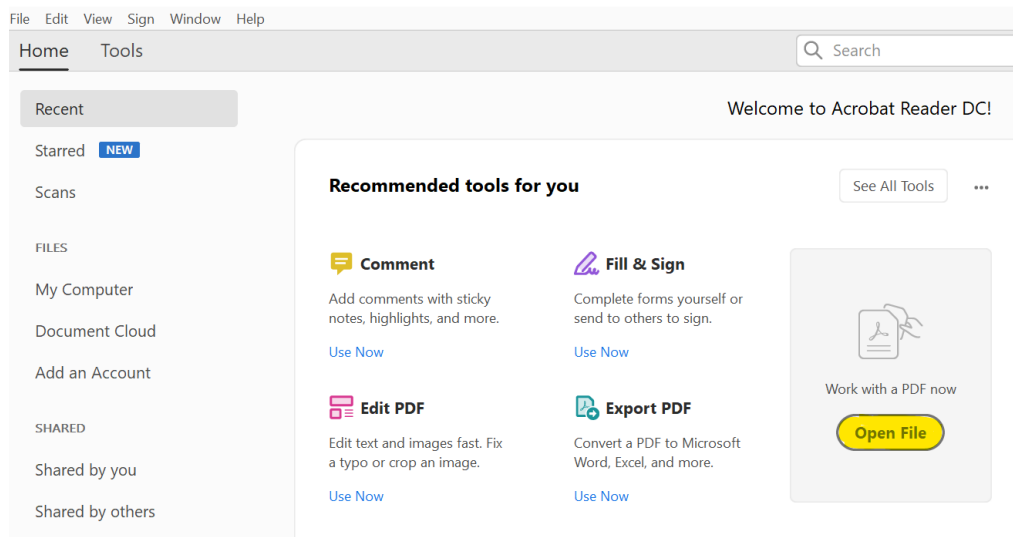 File Edit View Sign Window Help
Home Tools
Search
Recent
Starred NEW
Scans
FILES
My Computer
Document Cloud
Add an Account
SHARED
Shared by you
Shared by others
Welcome to Acrobat Reader DC!
Recommended tools for you
See All Tools
Comment
Add comments with sticky
notes, highlights, and more.
Use Now
Fill & Sign
Complete forms yourself or
send to others to sign.
Use Now
Edit PDF
Edit text and images fast. Fix
a typo or crop an image.
Use Now
Export PDF
Convert a PDF to Microsoft
Word, Excel, and more.
Use Now
Work with a PDF now
Open File